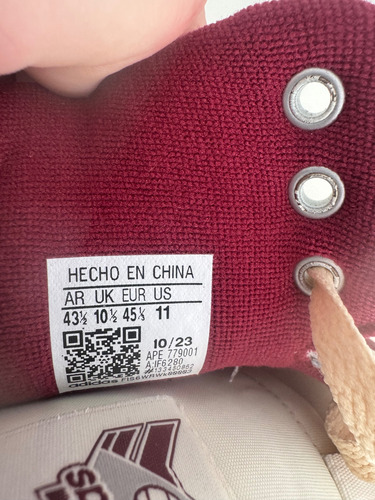 HECHO EN CHINA
AR UK EUR US
43½ 10½ 45⅓ 11
10/23
APE 779001
A:IF6280
adidas